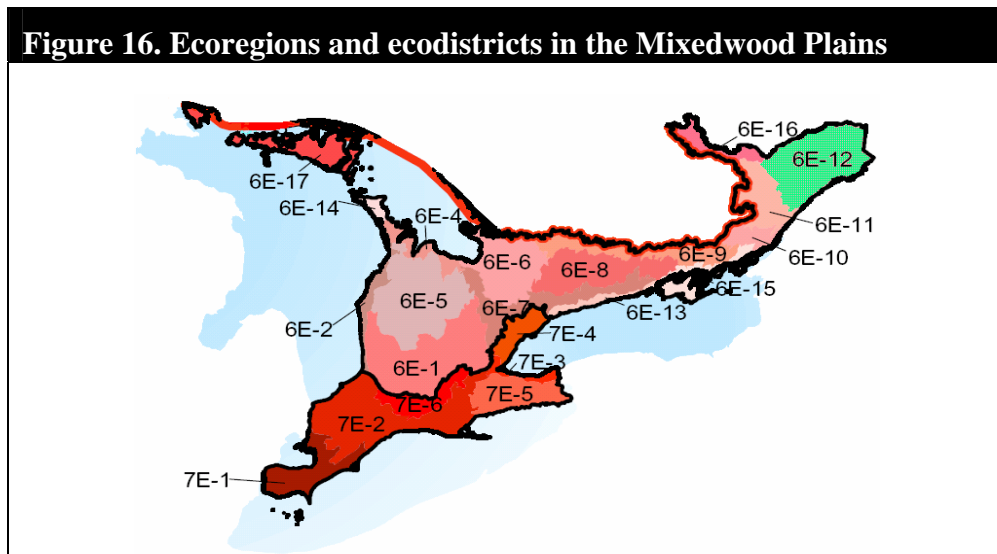 Figure 16. Ecoregions and ecodistricts in the Mixedwood Plains
6E-16
6E-12
6E-17
6E-14
6E-4
6E-11
6E-6
6E-9
6E-10
6E-8
6E-15
6E-5
6E-7
6E-13
6E-2
7E-4
7E-3
6E-1
7E-5
7E-6
7E-2
7E-1